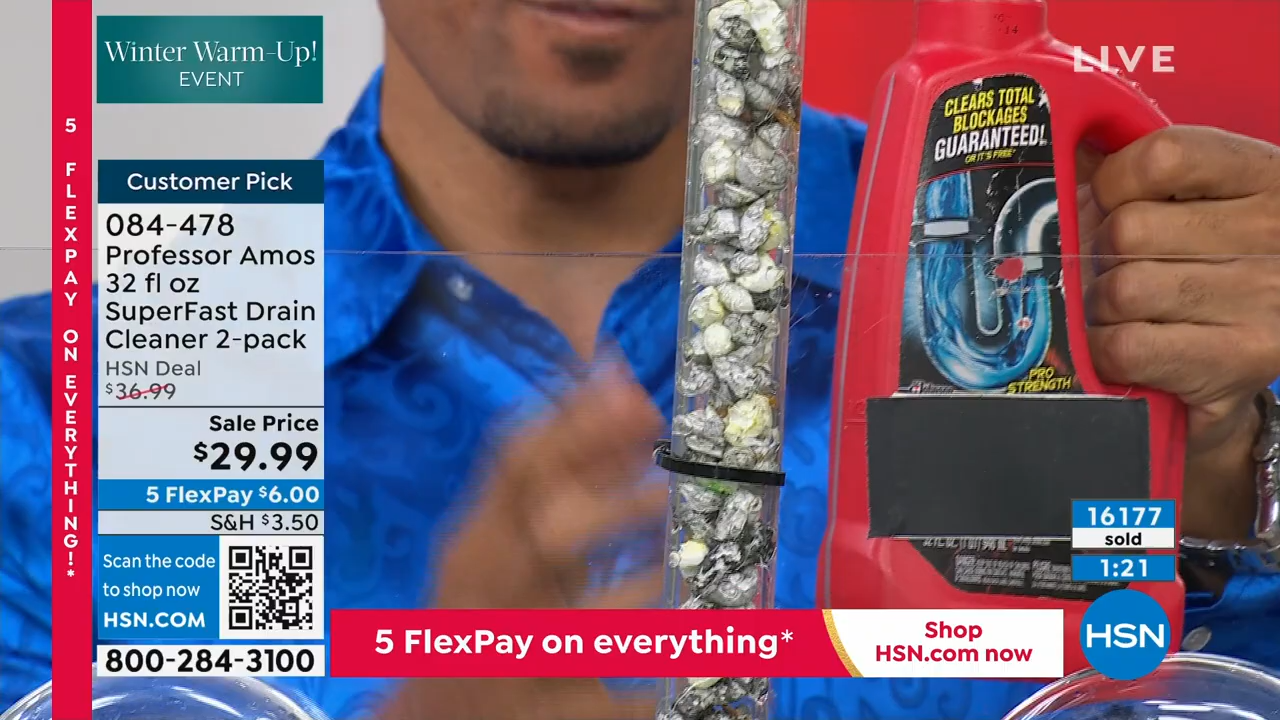 Winter Warm-Up!
EVENT
5 FLEXPAY ON EVERYTHING!*
Customer Pick
084-478
Professor Amos
32 fl oz
SuperFast Drain
Cleaner 2-pack
HSN Deal
$36.99
Sale Price
$29.99
5 FlexPay $6.00
S&H $3.50
Scan the code
to shop now
HSN.COM
800-284-3100
LIVE
CLEARS TOTAL
BLOCKAGES
GUARANTEED!
OR IT'S FREE*
PRO
STRENGTH
16177
sold
1:21
5 FlexPay on everything*
Shop
HSN.com now
HSN